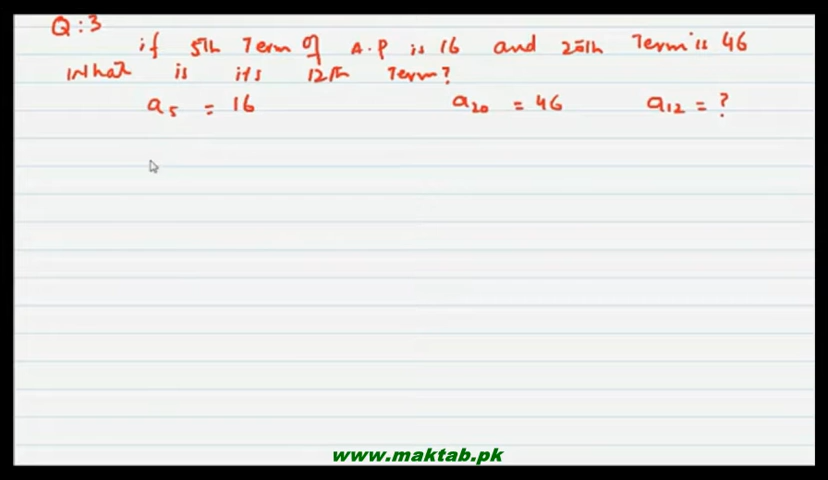 Q : 3
if 5Th Term of A.P is 16 and 20th Term is 46
What is its 12Th Term?
a5 = 16 a20 = 46 a12 = ?
www.maktab.pk